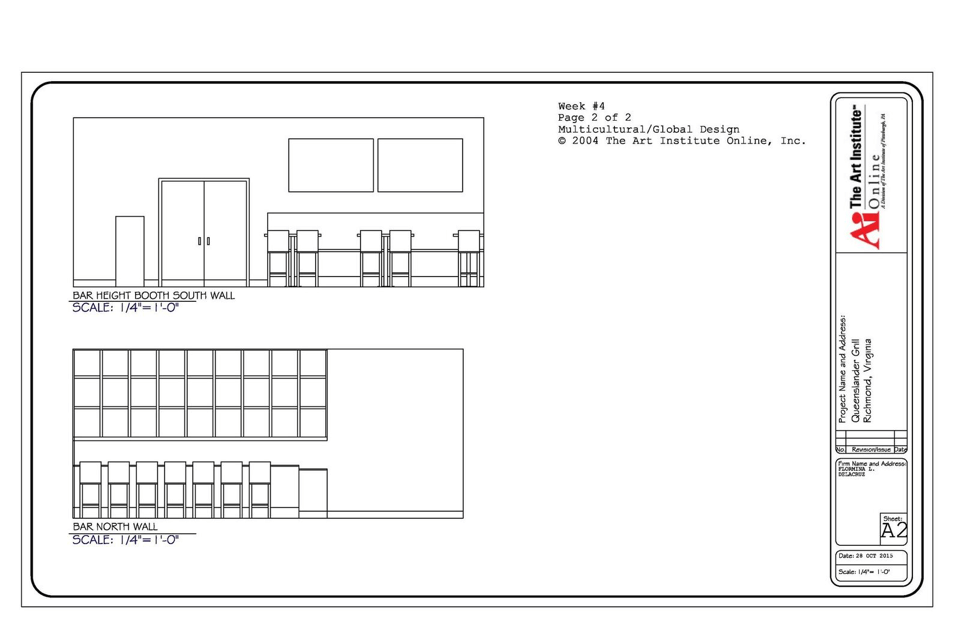 Week #4
Page 2 of 2
Multicultural/Global Design
© 2004 The Art Institute Online, Inc.
BAR HEIGHT BOOTH SOUTH WALL
SCALE: 1/4"=1'-0"
BAR NORTH WALL
SCALE: 1/4"=1'-0"
Ai The Art Institute℠
Online
A Division of The Art Institute of Pittsburgh, PA
Project Name and Address:
Queenslander Grill
Richmond, Virginia
No. Revision/Issue Date
Firm Name and Address:
FLORMINA L.
DELACRUZ
Sheet:
A2
Date: 28 OCT 2015
Scale: 1/4"= 1'-0"